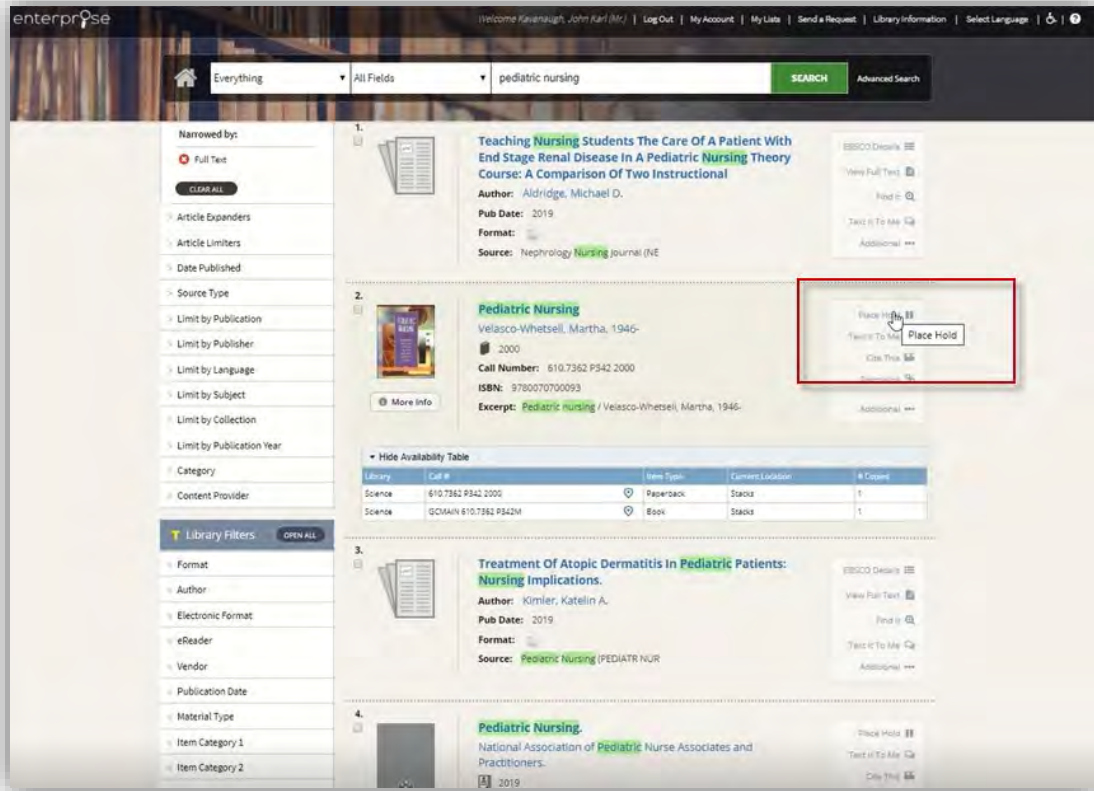 enterprise
Welcome Kavanaugh, John Karl (Mr.) | Log Out | My Account | My Lists | Send a Request | Library Information | Select Language
Everything All Fields pediatric nursing SEARCH Advanced Search
Narrowed by:
Full Text
CLEAR ALL
Article Expanders
Article Limiters
Date Published
Source Type
Limit by Publication
Limit by Publisher
Limit by Language
Limit by Subject
Limit by Collection
Limit by Publication Year
Category
Content Provider
Library Filters OPEN ALL
Format
Author
Electronic Format
eReader
Vendor
Publication Date
Material Type
Item Category 1
Item Category 2
1.
Teaching Nursing Students The Care Of A Patient With
End Stage Renal Disease In A Pediatric Nursing Theory
Course: A Comparison Of Two Instructional
Author: Aldridge, Michael D.
Pub Date: 2019
Format:
Source: Nephrology Nursing Journal (NE
EBSCO Details
View Full Text
Find It
Text It To Me
Additional
2.
Pediatric Nursing
Velasco-Whetsell, Martha, 1946-
2000
Call Number: 610.7362 P342 2000
ISBN: 9780070700093
Excerpt: Pediatric nursing / Velasco-Whetsell, Martha, 1946-
More Info
Place Hold
Text It To Me
Place Hold
Cite This
Additional
Hide Availability Table
Library Call # Item Type Current Location # Copies
Science 610.7362 P342 2000 Paperback Stacks 1
Science GCMAIN 610.7362 P342M Book Stacks 1
3.
Treatment Of Atopic Dermatitis In Pediatric Patients:
Nursing Implications.
Author: Kimler, Katelin A.
Pub Date: 2019
Format:
Source: Pediatric Nursing (PEDIATR NUR
EBSCO Details
View Full Text
Find It
Text It To Me
Additional
4.
Pediatric Nursing.
National Association of Pediatric Nurse Associates and
Practitioners.
2019
Place Hold
Text It To Me
Cite This